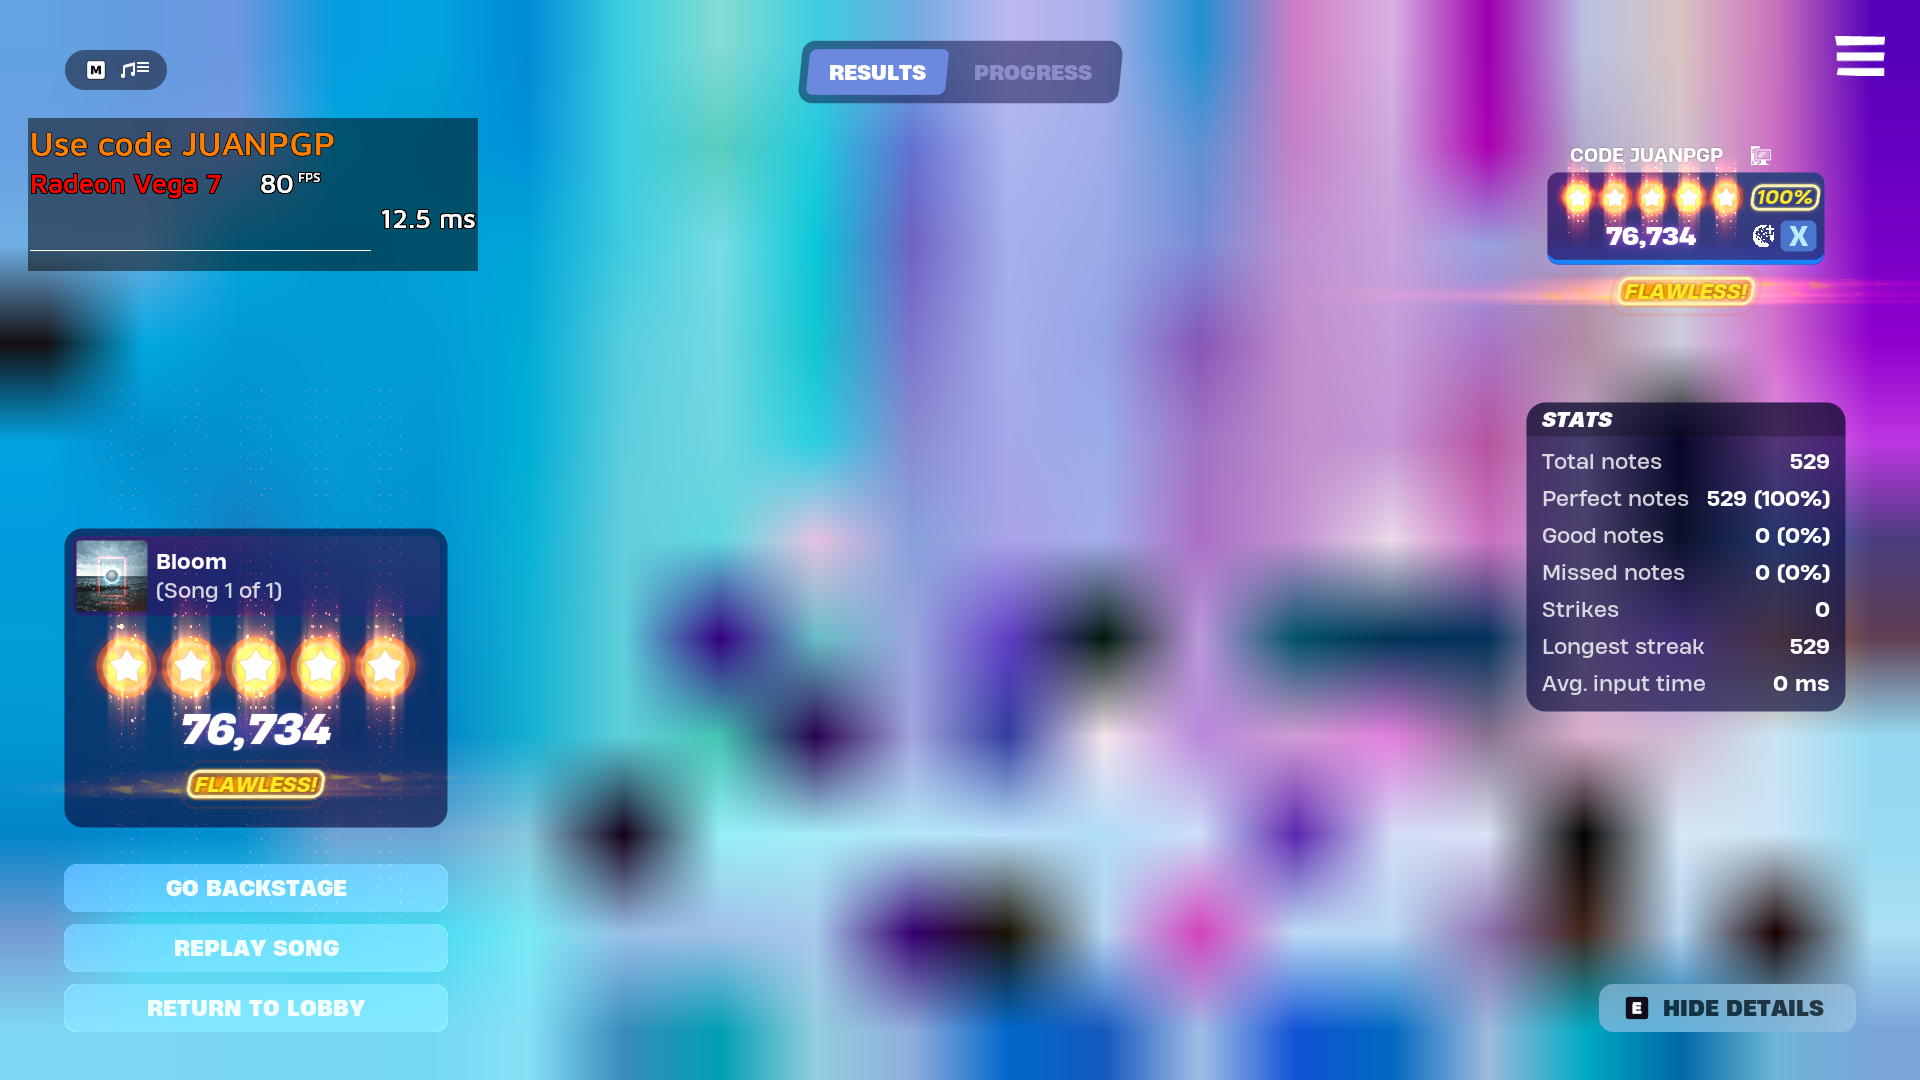 M
RESULTS
PROGRESS
Use code JUANPGP
Radeon Vega 7 80 FPS
12.5 ms
CODE JUANPGP
100%
76,734
X
FLAWLESS!
STATS
Total notes 529
Perfect notes 529 (100%)
Good notes 0 (0%)
Missed notes 0 (0%)
Strikes 0
Longest streak 529
Avg. input time 0 ms
Bloom
(Song 1 of 1)
76,734
FLAWLESS!
GO BACKSTAGE
REPLAY SONG
RETURN TO LOBBY
E HIDE DETAILS